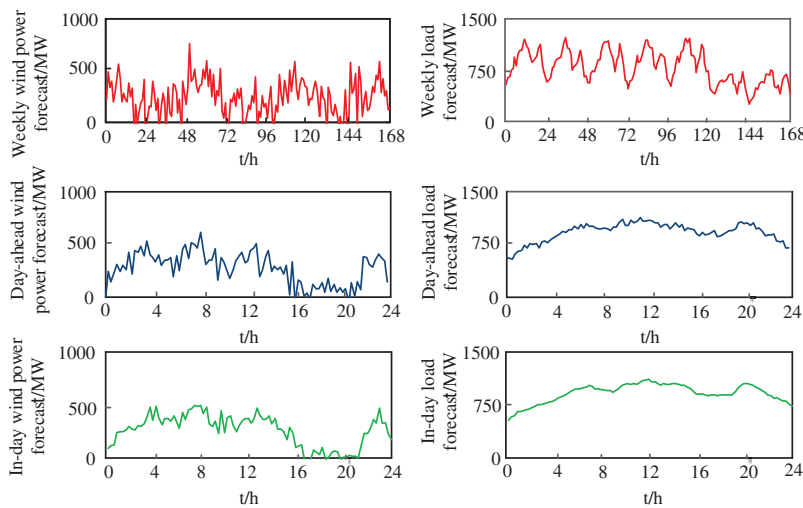 Weekly wind power
forecast/MW
1000
500
0
0 24 48 72 96 120 144 168
t/h
Weekly load
forecast/MW
1500
750
0
0 24 48 72 96 120 144 168
t/h
Day-ahead wind
power forecast/MW
1000
500
0
0 4 8 12 16 20 24
t/h
Day-ahead load
forecast/MW
1500
750
0
0 4 8 12 16 20 24
t/h
In-day wind power
forecast/MW
1000
500
0
0 4 8 12 16 20 24
t/h
In-day load
forecast/MW
1500
750
0
0 4 8 12 16 20 24
t/h